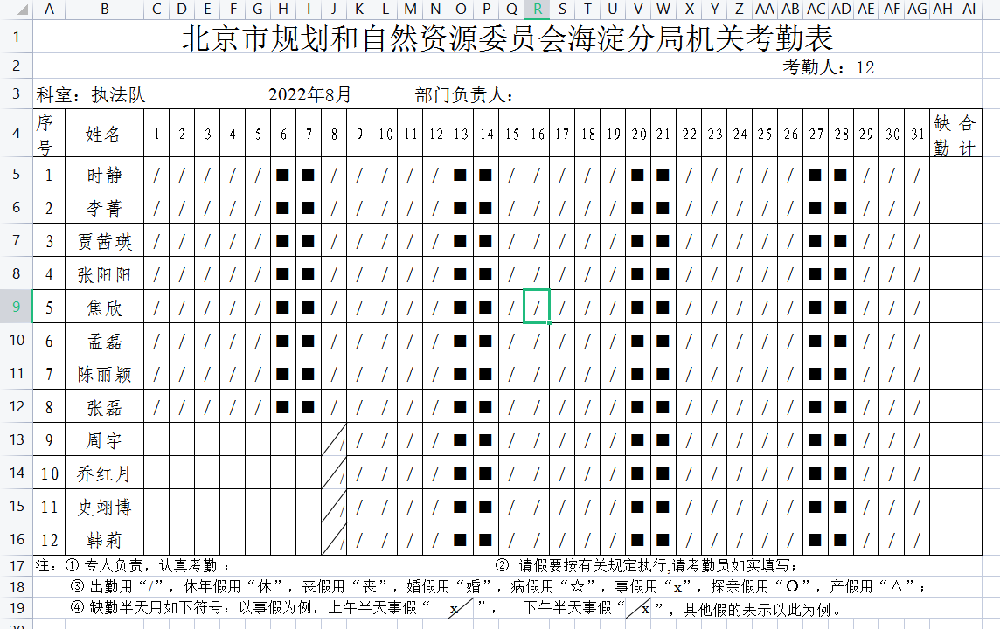 A B C D E F G H I J K L M N O P Q R S T U V W X Y Z AA AB AC AD AE AF AG AH AI
1 北京市规划和自然资源委员会海淀分局机关考勤表
2 考勤人：12
3 科室：执法队 2022年8月 部门负责人：
4 序号 姓名 1 2 3 4 5 6 7 8 9 10 11 12 13 14 15 16 17 18 19 20 21 22 23 24 25 26 27 28 29 30 31 缺勤 合计
5 1 时静 / / / / / ■ ■ / / / / / ■ ■ / / / / / ■ ■ / / / / / ■ ■ / / /
6 2 李菁 / / / / / ■ ■ / / / / / ■ ■ / / / / / ■ ■ / / / / / ■ ■ / / /
7 3 贾茜瑛 / / / / / ■ ■ / / / / / ■ ■ / / / / / ■ ■ / / / / / ■ ■ / / /
8 4 张阳阳 / / / / / ■ ■ / / / / / ■ ■ / / / / / ■ ■ / / / / / ■ ■ / / /
9 5 焦欣 / / / / / ■ ■ / / / / / ■ ■ / / / / / ■ ■ / / / / / ■ ■ / / /
10 6 孟磊 / / / / / ■ ■ / / / / / ■ ■ / / / / / ■ ■ / / / / / ■ ■ / / /
11 7 陈丽颖 / / / / / ■ ■ / / / / / ■ ■ / / / / / ■ ■ / / / / / ■ ■ / / /
12 8 张磊 / / / / / ■ ■ / / / / / ■ ■ / / / / / ■ ■ / / / / / ■ ■ / / /
13 9 周宇 / / / / / ■ ■ / / / / / ■ ■ / / / / / ■ ■ / / /
14 10 乔红月 / / / / / ■ ■ / / / / / ■ ■ / / / / / ■ ■ / / /
15 11 史翊博 / / / / / ■ ■ / / / / / ■ ■ / / / / / ■ ■ / / /
16 12 韩莉 / / / / / ■ ■ / / / / / ■ ■ / / / / / ■ ■ / / /
17 注：① 专人负责，认真考勤； ② 请假要按有关规定执行,请考勤员如实填写；
18 ③ 出勤用“/”，休年假用“休”，丧假用“丧”，婚假用“婚”，病假用“☆”，事假用“x”，探亲假用“O”，产假用“△”；
19 ④ 缺勤半天用如下符号：以事假为例，上午半天事假“ x/ ”， 下午半天事假“ /x ”，其他假的表示以此为例。